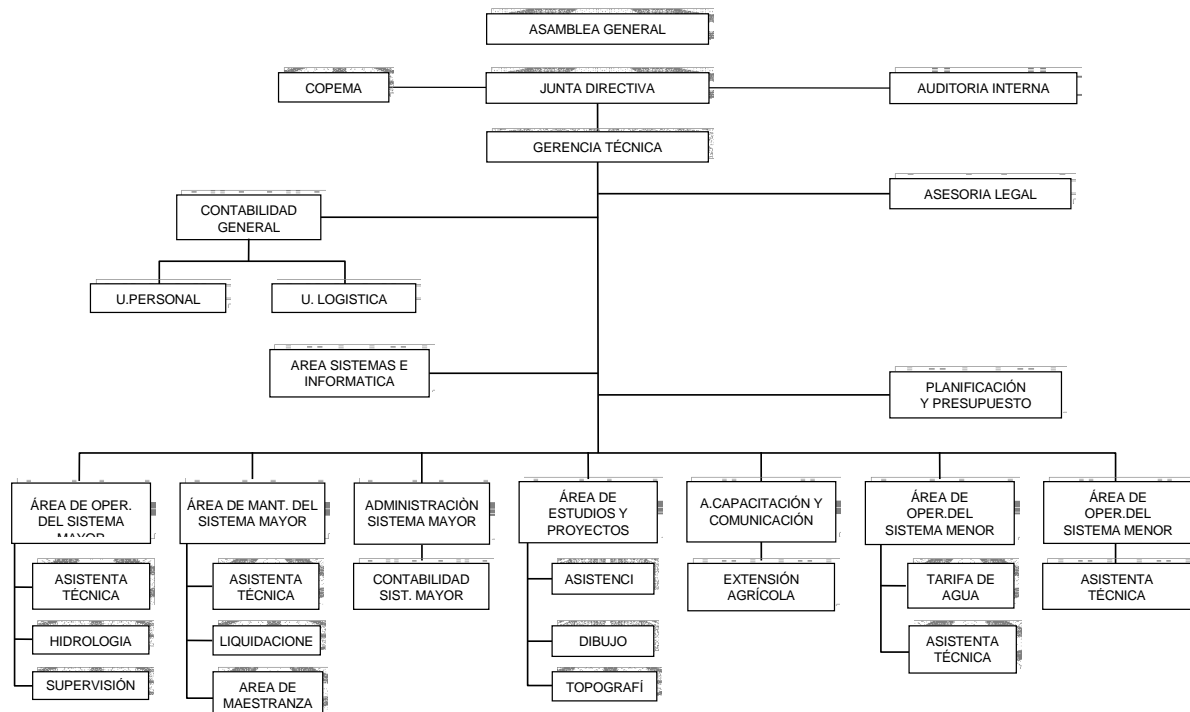 ASAMBLEA GENERAL
COPEMA
JUNTA DIRECTIVA
AUDITORIA INTERNA
GERENCIA TÉCNICA
ASESORIA LEGAL
CONTABILIDAD
GENERAL
U.PERSONAL
U. LOGISTICA
AREA SISTEMAS E
INFORMATICA
PLANIFICACIÓN
Y PRESUPUESTO
ÁREA DE OPER.
DEL SISTEMA
MAYOR
ÁREA DE MANT. DEL
SISTEMA MAYOR
ADMINISTRACIÒN
SISTEMA MAYOR
ÁREA DE
ESTUDIOS Y
PROYECTOS
A.CAPACITACIÓN Y
COMUNICACIÓN
ÁREA DE
OPER.DEL
SISTEMA MENOR
ÁREA DE
OPER.DEL
SISTEMA MENOR
ASISTENTA
TÉCNICA
HIDROLOGIA
SUPERVISIÓN
ASISTENTA
TÉCNICA
LIQUIDACIONE
AREA DE
MAESTRANZA
CONTABILIDAD
SIST. MAYOR
ASISTENCI
DIBUJO
TOPOGRAFÍ
EXTENSIÓN
AGRÍCOLA
TARIFA DE
AGUA
ASISTENTA
TÉCNICA
ASISTENTA
TÉCNICA